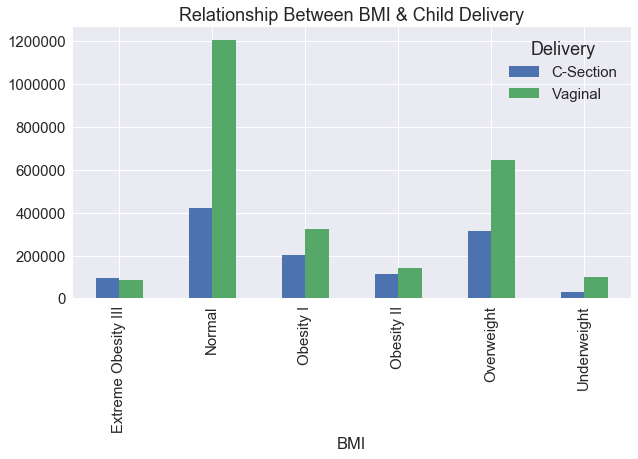 Relationship Between BMI & Child Delivery
Delivery
C-Section
Vaginal
1200000
1000000
800000
600000
400000
200000
0
Extreme Obesity III
Normal
Obesity I
Obesity II
Overweight
Underweight
BMI